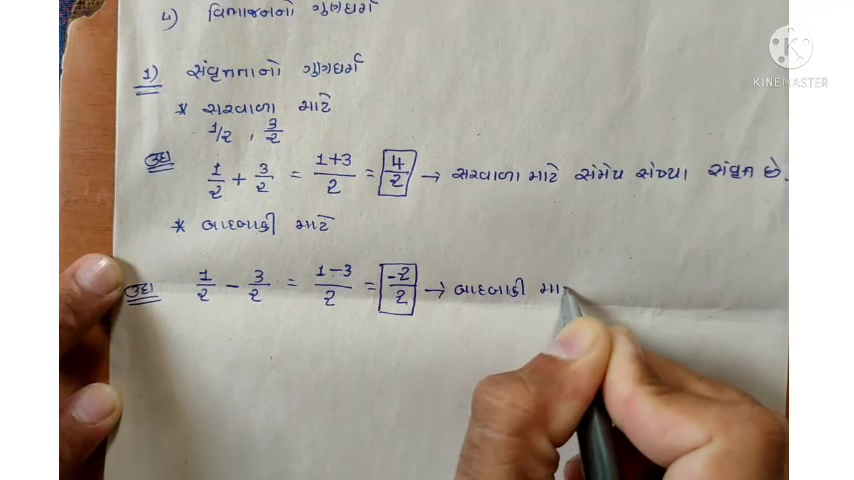 ૫) વિભાજનનો ગુણધર્મ
1) સંવૃતતાનો ગુણધર્મ
* સરવાળા માટે
1/2 , 3/2
ઉદા 1/2 + 3/2 = 1+3/2 = 4/2 → સરવાળા માટે સંમેય સંખ્યા સંવૃત છે.
* બાદબાકી માટે
ઉદા 1/2 - 3/2 = 1-3/2 = -2/2 → બાદબાકી મા
KINEMASTER